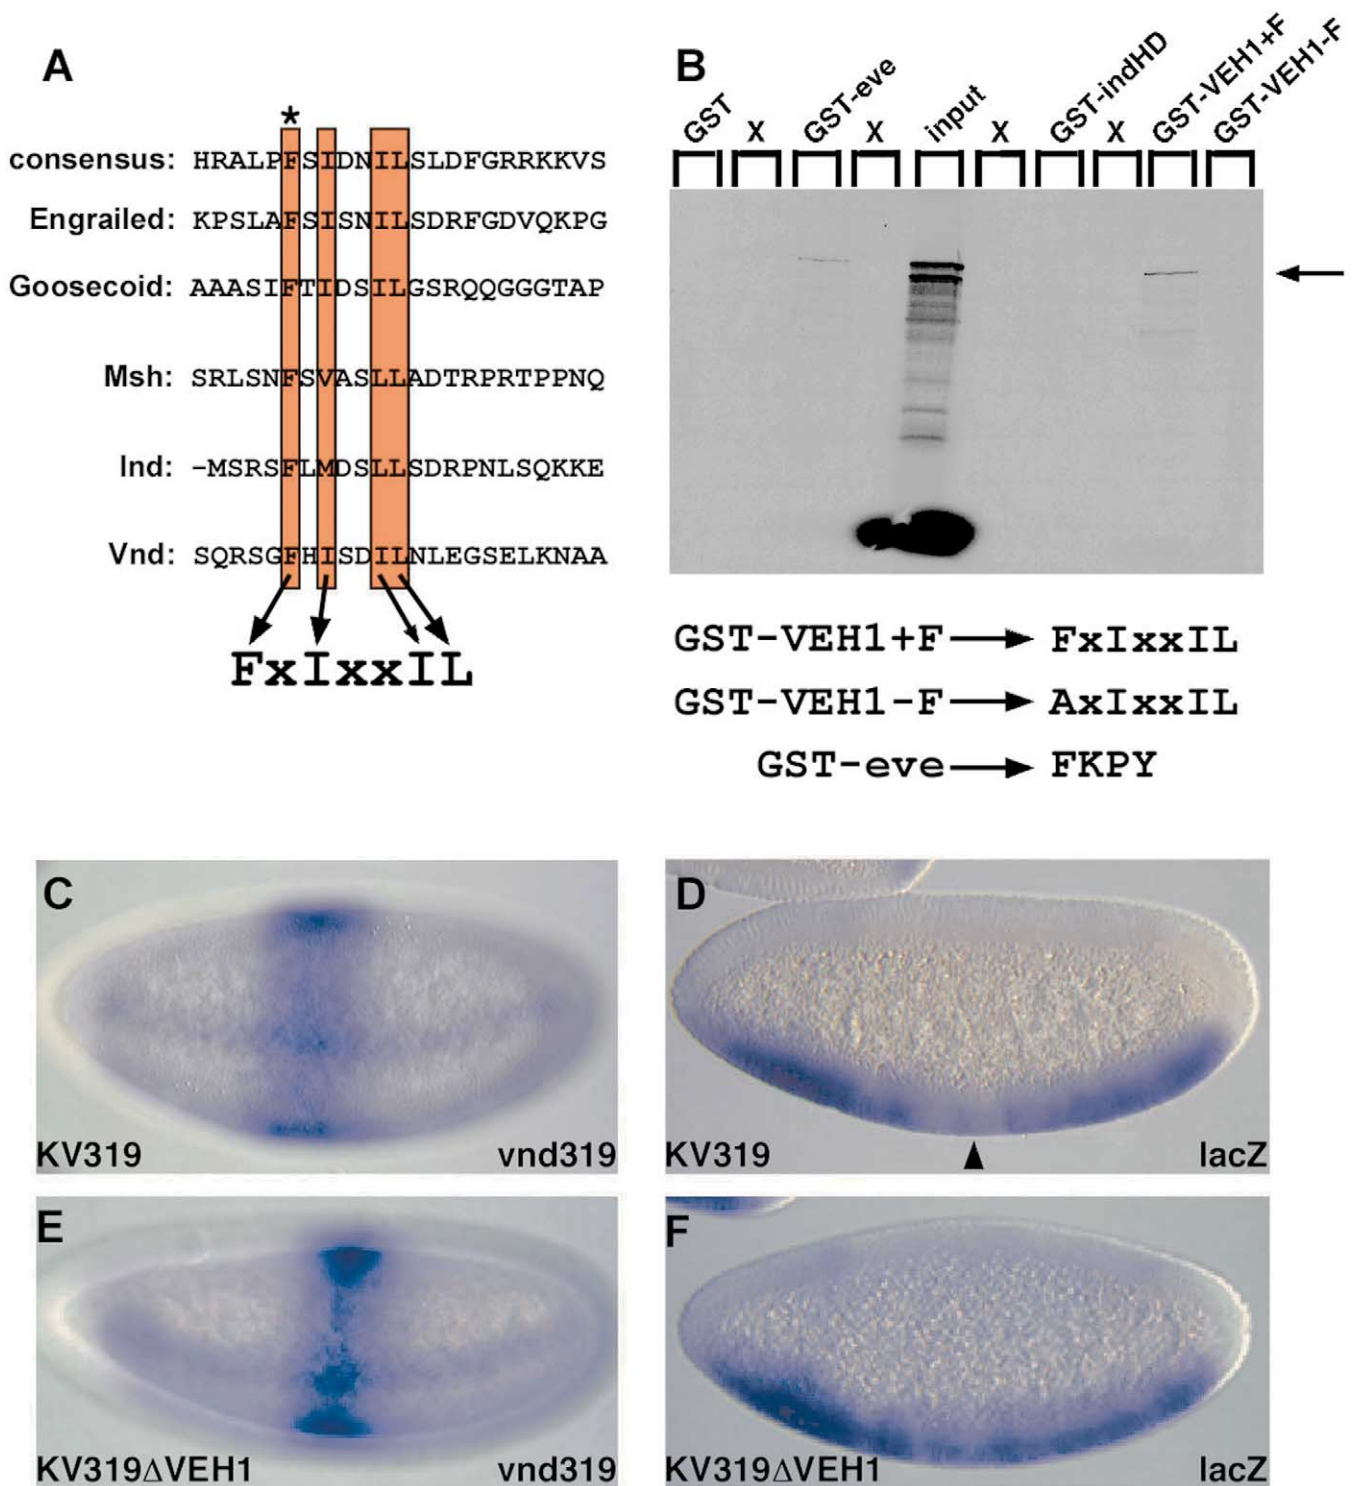 A
*
consensus: HRALPFSIDNILSLDFGRRKKVS
Engrailed: KPSLAFSISNILSDRFGDVQKPG
Goosecoid: AAASIFTIDSILGSRQQGGGTAP
Msh: SRLSNFSVASLLADTRPRTPPNQ
Ind: -MSRSFLMDSLLSDRPNLSQKKE
Vnd: SQRSGFHISDILNLEGSELKNAA
FxIxxIL
B
GST X GST-eve X input X GST-indHD X GST-VEH1+F GST-VEH1-F
GST-VEH1+F → FxIxxIL
GST-VEH1-F → AxIxxIL
GST-eve → FKPY
C
KV319 vnd319
D
KV319 lacZ
E
KV319ΔVEH1 vnd319
F
KV319ΔVEH1 lacZ